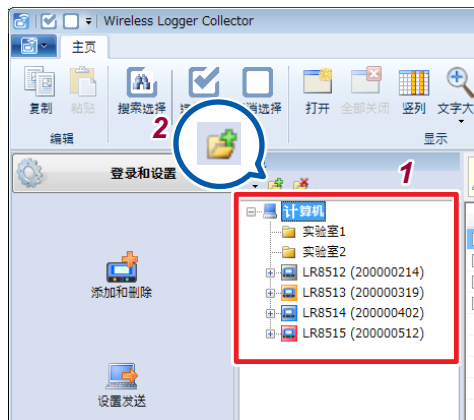 Wireless Logger Collector
主页
复制
粘贴
搜索选择
消选择
打开
全部关闭
竖列
文字大
编辑
显示
2
登录和设置
1
计算机
实验室1
实验室2
LR8512 (200000214)
LR8513 (200000319)
LR8514 (200000402)
LR8515 (200000512)
添加和删除
设置发送